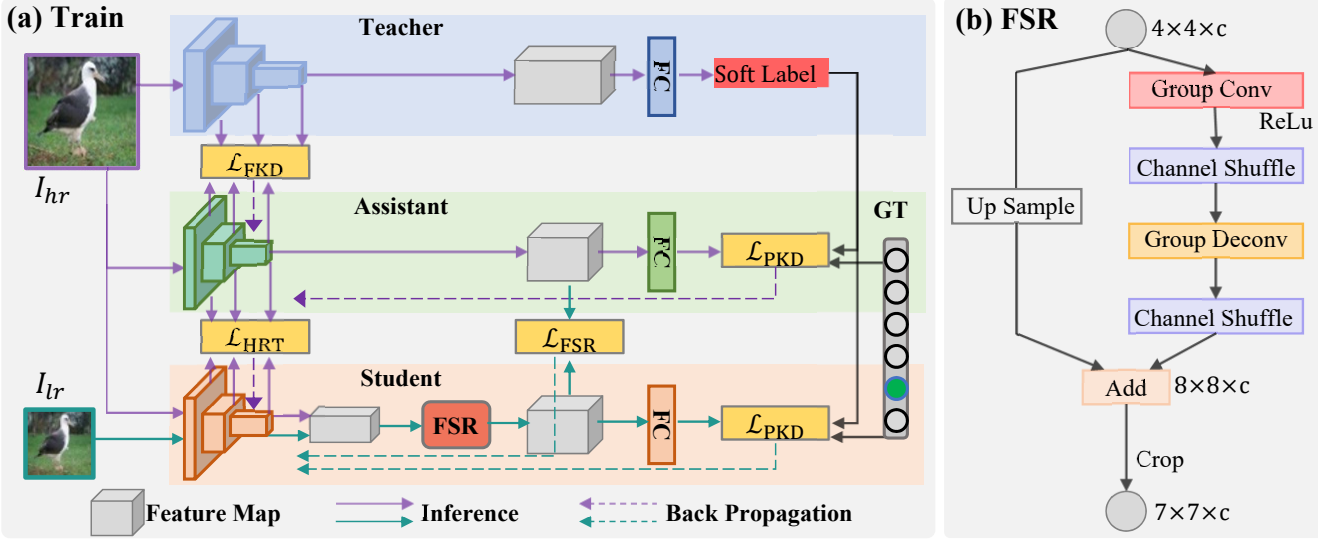 (a) Train
Teacher
FC
Soft Label
I_hr
ℒ_FKD
Assistant
GT
FC
ℒ_PKD
ℒ_HRT
ℒ_FSR
I_lr
Student
FSR
FC
ℒ_PKD
Feature Map
Inference
Back Propagation
(b) FSR
4×4×c
Group Conv
ReLu
Channel Shuffle
Up Sample
Group Deconv
Channel Shuffle
Add
8×8×c
Crop
7×7×c